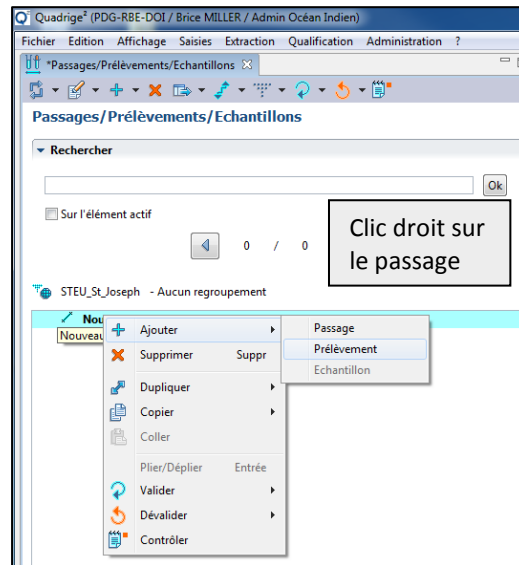 Quadrige² (PDG-RBE-DOI / Brice MILLER / Admin Océan Indien)
Fichier Edition Affichage Saisies Extraction Qualification Administration ?
*Passages/Prélèvements/Echantillons
Passages/Prélèvements/Echantillons
Rechercher
Ok
Sur l'élément actif
0 / 0
Clic droit sur
le passage
STEU_St_Joseph - Aucun regroupement
Nou
Nouveau
Ajouter
Passage
Supprimer Suppr
Prélèvement
Echantillon
Dupliquer
Copier
Coller
Plier/Déplier Entrée
Valider
Dévalider
Contrôler